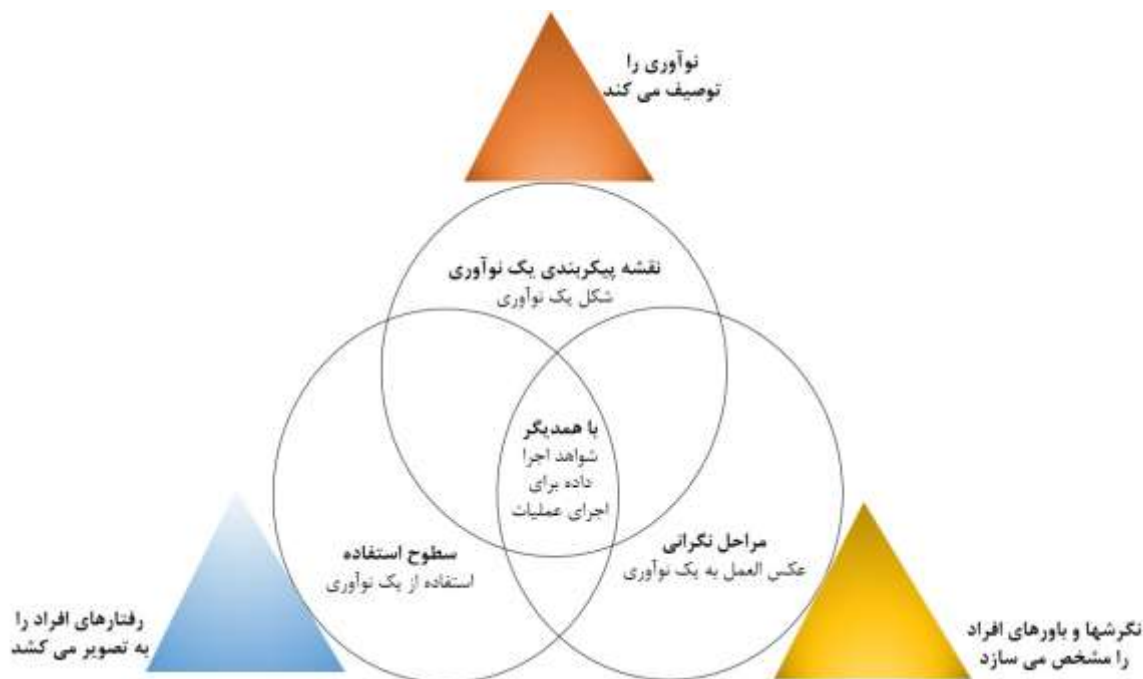 نوآوری را
توصیف می کند
نقشه پیکربندی یک نوآوری
شکل یک نوآوری
با همدیگر
شواهد اجرا
داده برای
اجرای عملیات
مراحل نگرانی
عکس العمل به یک نوآوری
سطوح استفاده
استفاده از یک نوآوری
نگرشها و باورهای افراد
را مشخص می سازد
رفتارهای افراد را
به تصویر می کشد